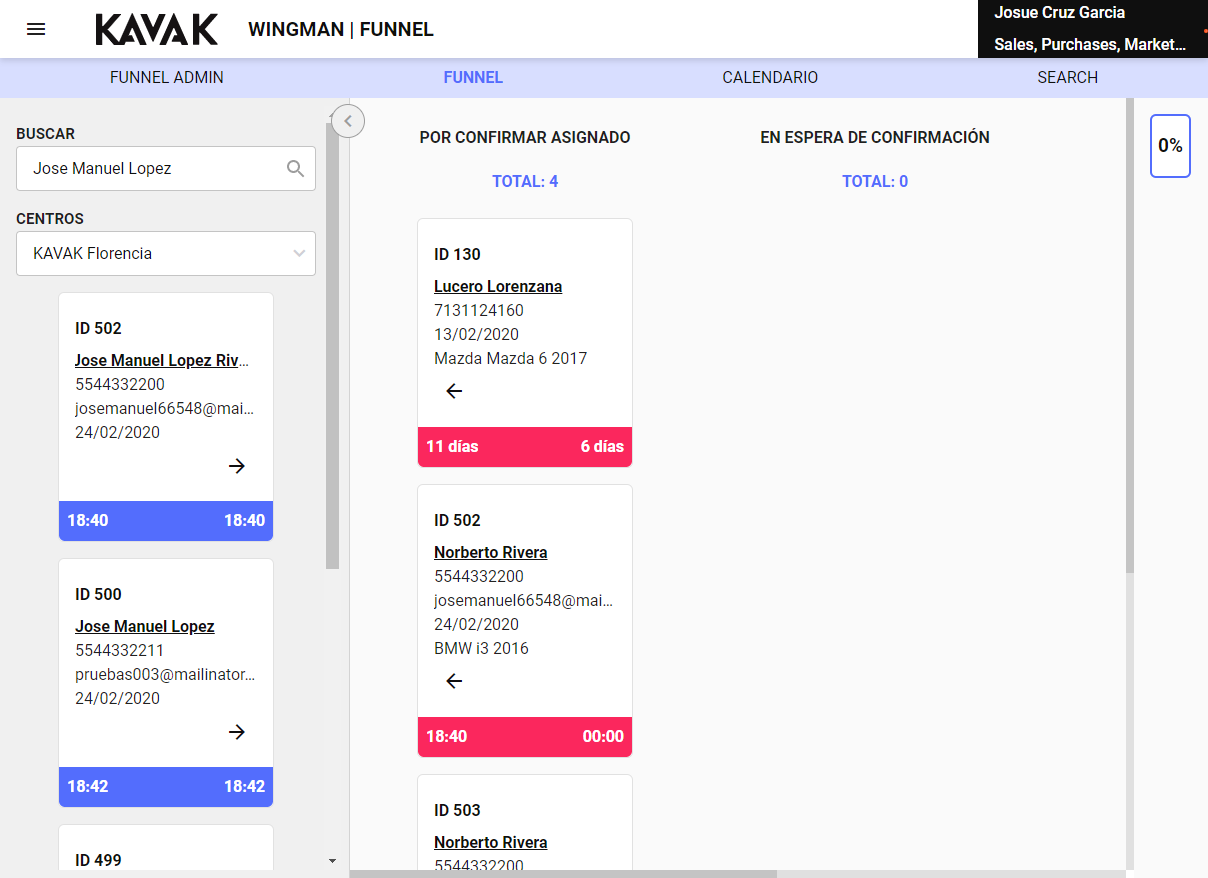 KAVAK
WINGMAN | FUNNEL
Josue Cruz Garcia
Sales, Purchases, Market...
FUNNEL ADMIN
FUNNEL
CALENDARIO
SEARCH
BUSCAR
Jose Manuel Lopez
CENTROS
KAVAK Florencia
ID 502
Jose Manuel Lopez Riv...
5544332200
josemanuel66548@mai...
24/02/2020
18:40 18:40
ID 500
Jose Manuel Lopez
5544332211
pruebas003@mailinator...
24/02/2020
18:42 18:42
ID 499
POR CONFIRMAR ASIGNADO
TOTAL: 4
ID 130
Lucero Lorenzana
7131124160
13/02/2020
Mazda Mazda 6 2017
11 días 6 días
ID 502
Norberto Rivera
5544332200
josemanuel66548@mai...
24/02/2020
BMW i3 2016
18:40 00:00
ID 503
Norberto Rivera
5544332200
EN ESPERA DE CONFIRMACIÓN
TOTAL: 0
0%